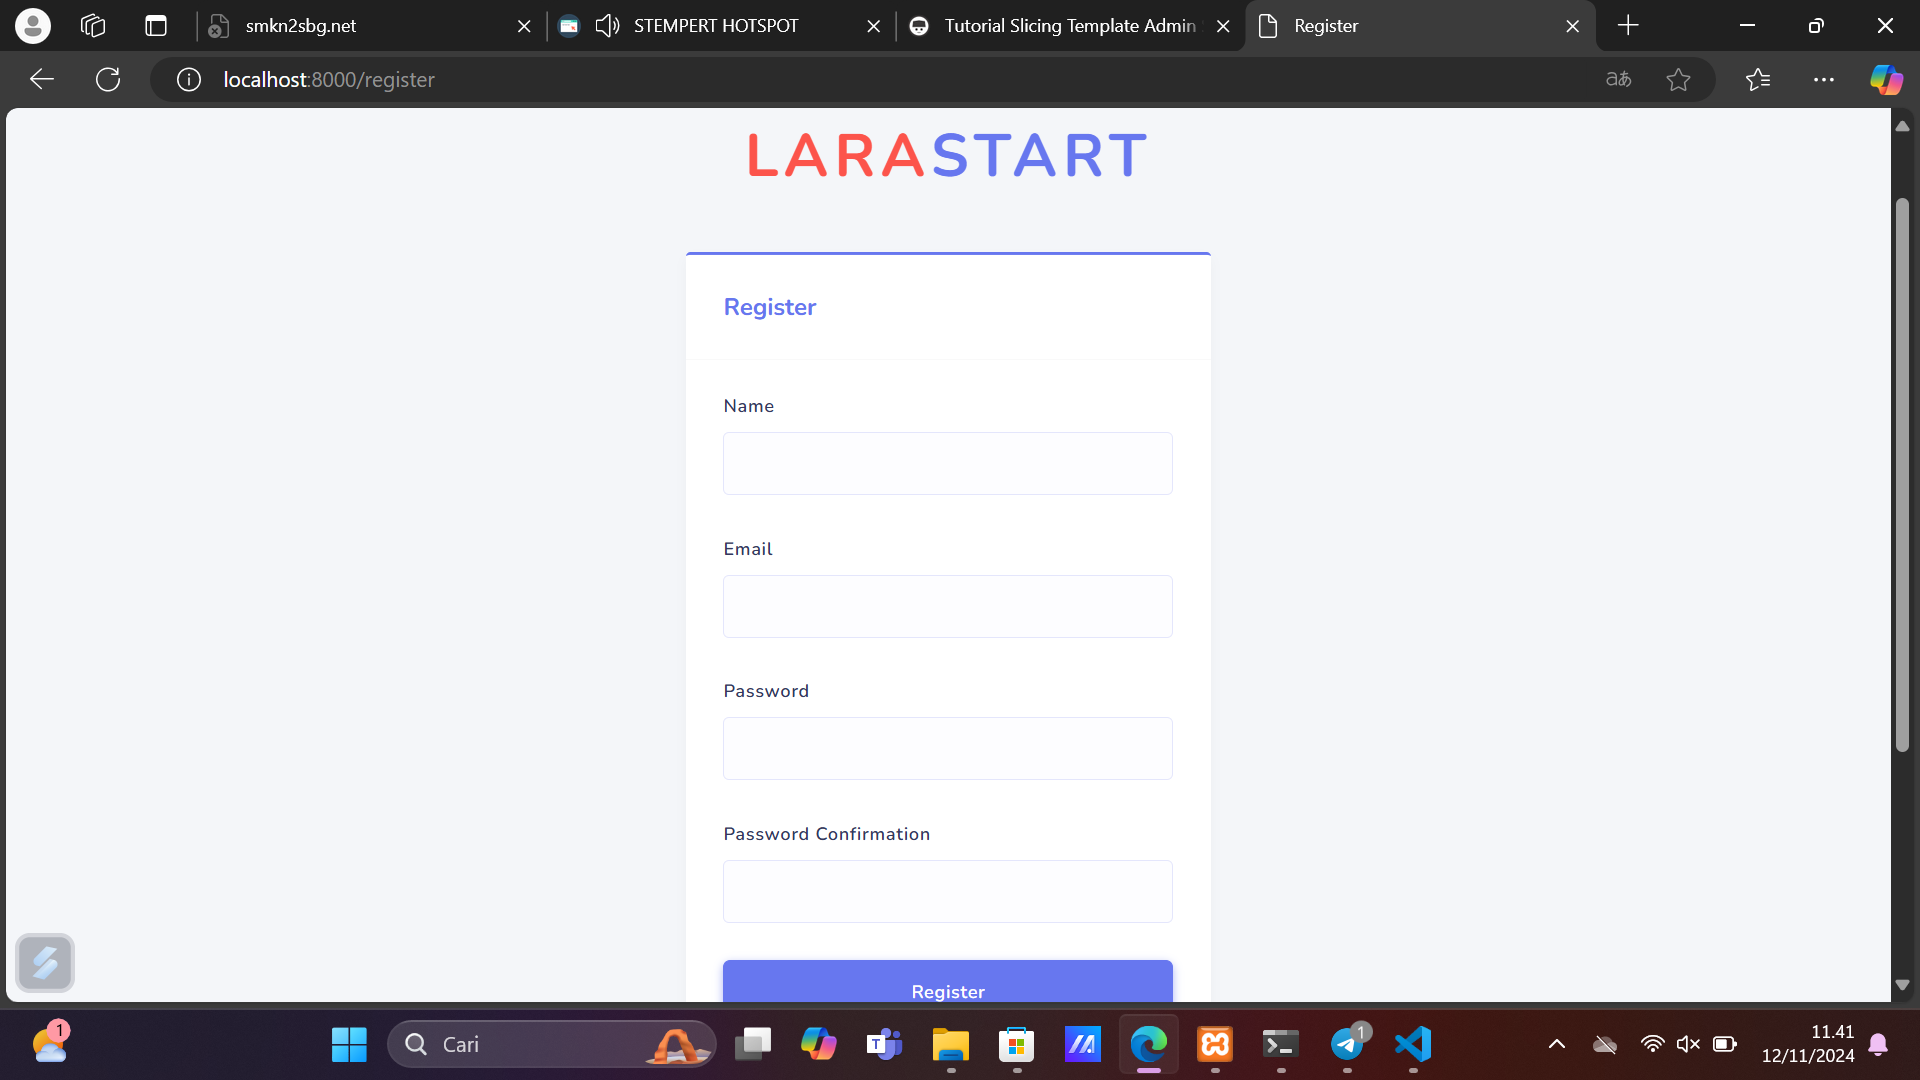 smkn2sbg.net
STEMPERT HOTSPOT
Tutorial Slicing Template Admin
Register
localhost:8000/register
LARASTART
Register
Name
Email
Password
Password Confirmation
Register
1
Cari
1
11.41
12/11/2024